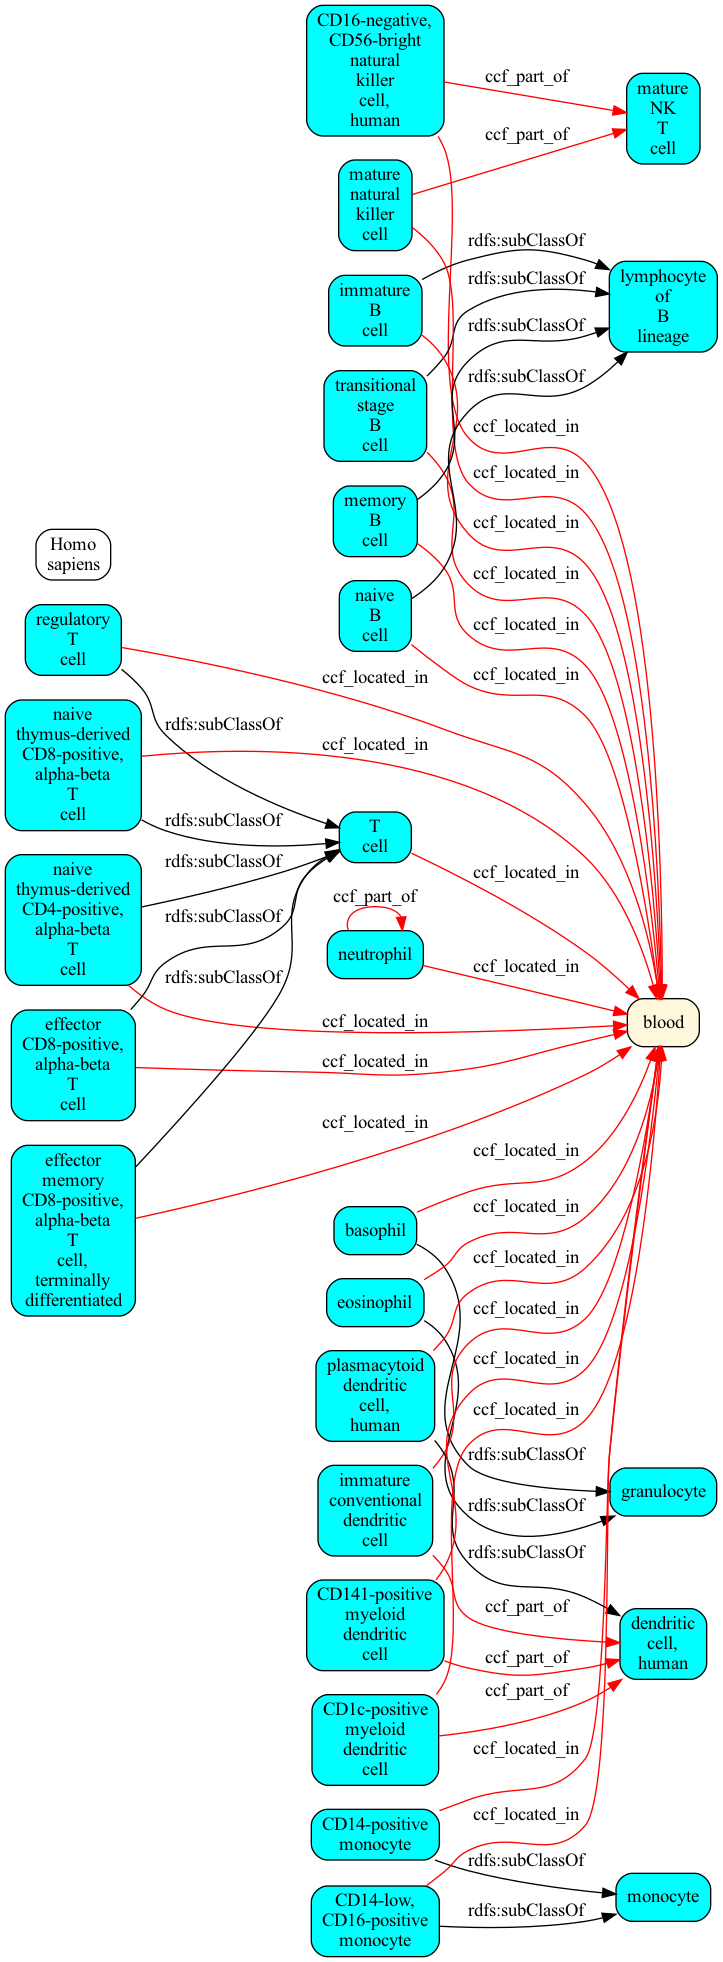 CD16-negative,
CD56-bright
natural
killer
cell,
human
ccf_part_of
mature
NK
T
cell
ccf_part_of
mature
natural
killer
cell
rdfs:subClassOf
immature
B
cell
rdfs:subClassOf
lymphocyte
of
B
lineage
rdfs:subClassOf
transitional
stage
B
cell
rdfs:subClassOf
ccf_located_in
ccf_located_in
memory
B
cell
ccf_located_in
Homo
sapiens
ccf_located_in
naive
B
cell
ccf_located_in
regulatory
T
cell
ccf_located_in
ccf_located_in
naive
thymus-derived
CD8-positive,
alpha-beta
T
cell
rdfs:subClassOf
ccf_located_in
rdfs:subClassOf
T
cell
naive
thymus-derived
CD4-positive,
alpha-beta
T
cell
rdfs:subClassOf
ccf_located_in
rdfs:subClassOf
ccf_part_of
neutrophil
rdfs:subClassOf
ccf_located_in
effector
CD8-positive,
alpha-beta
T
cell
ccf_located_in
blood
ccf_located_in
ccf_located_in
effector
memory
CD8-positive,
alpha-beta
T
cell,
terminally
differentiated
ccf_located_in
basophil
ccf_located_in
ccf_located_in
eosinophil
ccf_located_in
plasmacytoid
dendritic
cell,
human
ccf_located_in
ccf_located_in
rdfs:subClassOf
granulocyte
immature
conventional
dendritic
cell
rdfs:subClassOf
rdfs:subClassOf
CD141-positive
myeloid
dendritic
cell
ccf_part_of
dendritic
cell,
human
ccf_part_of
ccf_part_of
CD1c-positive
myeloid
dendritic
cell
ccf_located_in
CD14-positive
monocyte
ccf_located_in
rdfs:subClassOf
monocyte
CD14-low,
CD16-positive
monocyte
rdfs:subClassOf